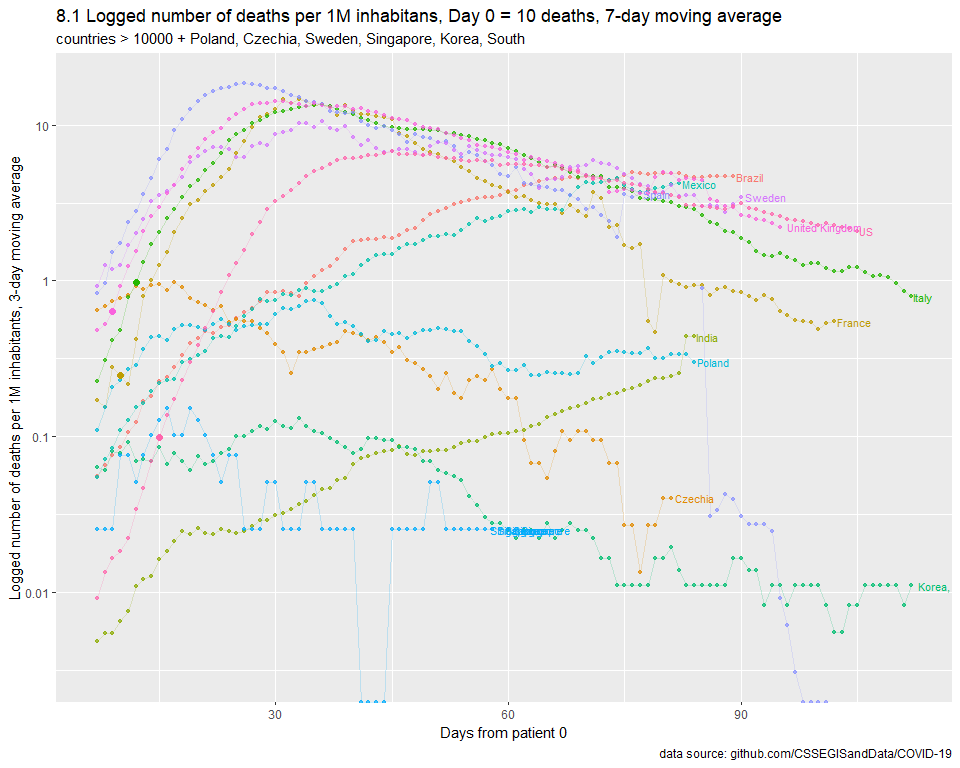 8.1 Logged number of deaths per 1M inhabitans, Day 0 = 10 deaths, 7-day moving average
countries > 10000 + Poland, Czechia, Sweden, Singapore, Korea, South
Logged number of deaths per 1M inhabitants, 3-day moving average
10
1
0.1
0.01
Brazil
Mexico
Sweden
United Kingdom
US
Italy
France
India
Poland
Czechia
Korea,
30
60
90
Days from patient 0
data source: github.com/CSSEGISandData/COVID-19